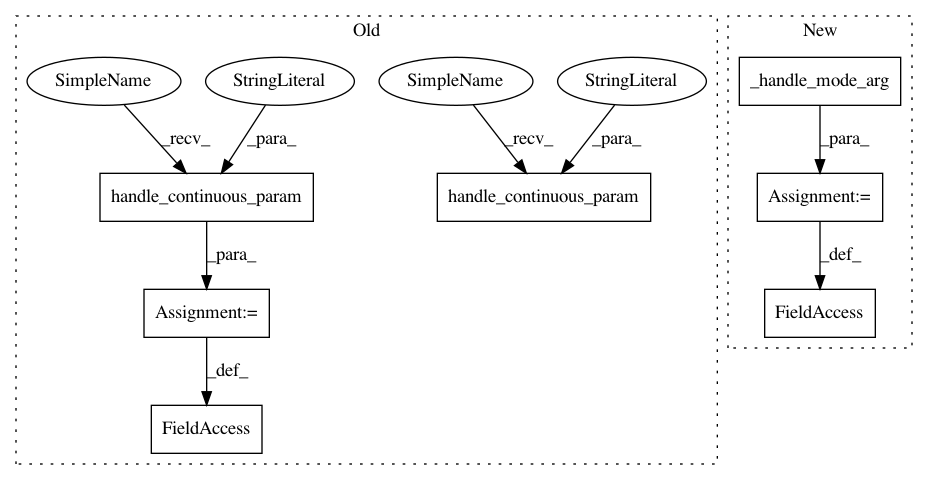 Old
New
SimpleName
StringLiteral
SimpleName
StringLiteral
_handle_mode_arg
_recv_
_para_
_recv_
_para_
_para_
handle_continuous_param
handle_continuous_param
Assignment:=
_para_
_def_
Assignment:=
FieldAccess
_def_
FieldAccess